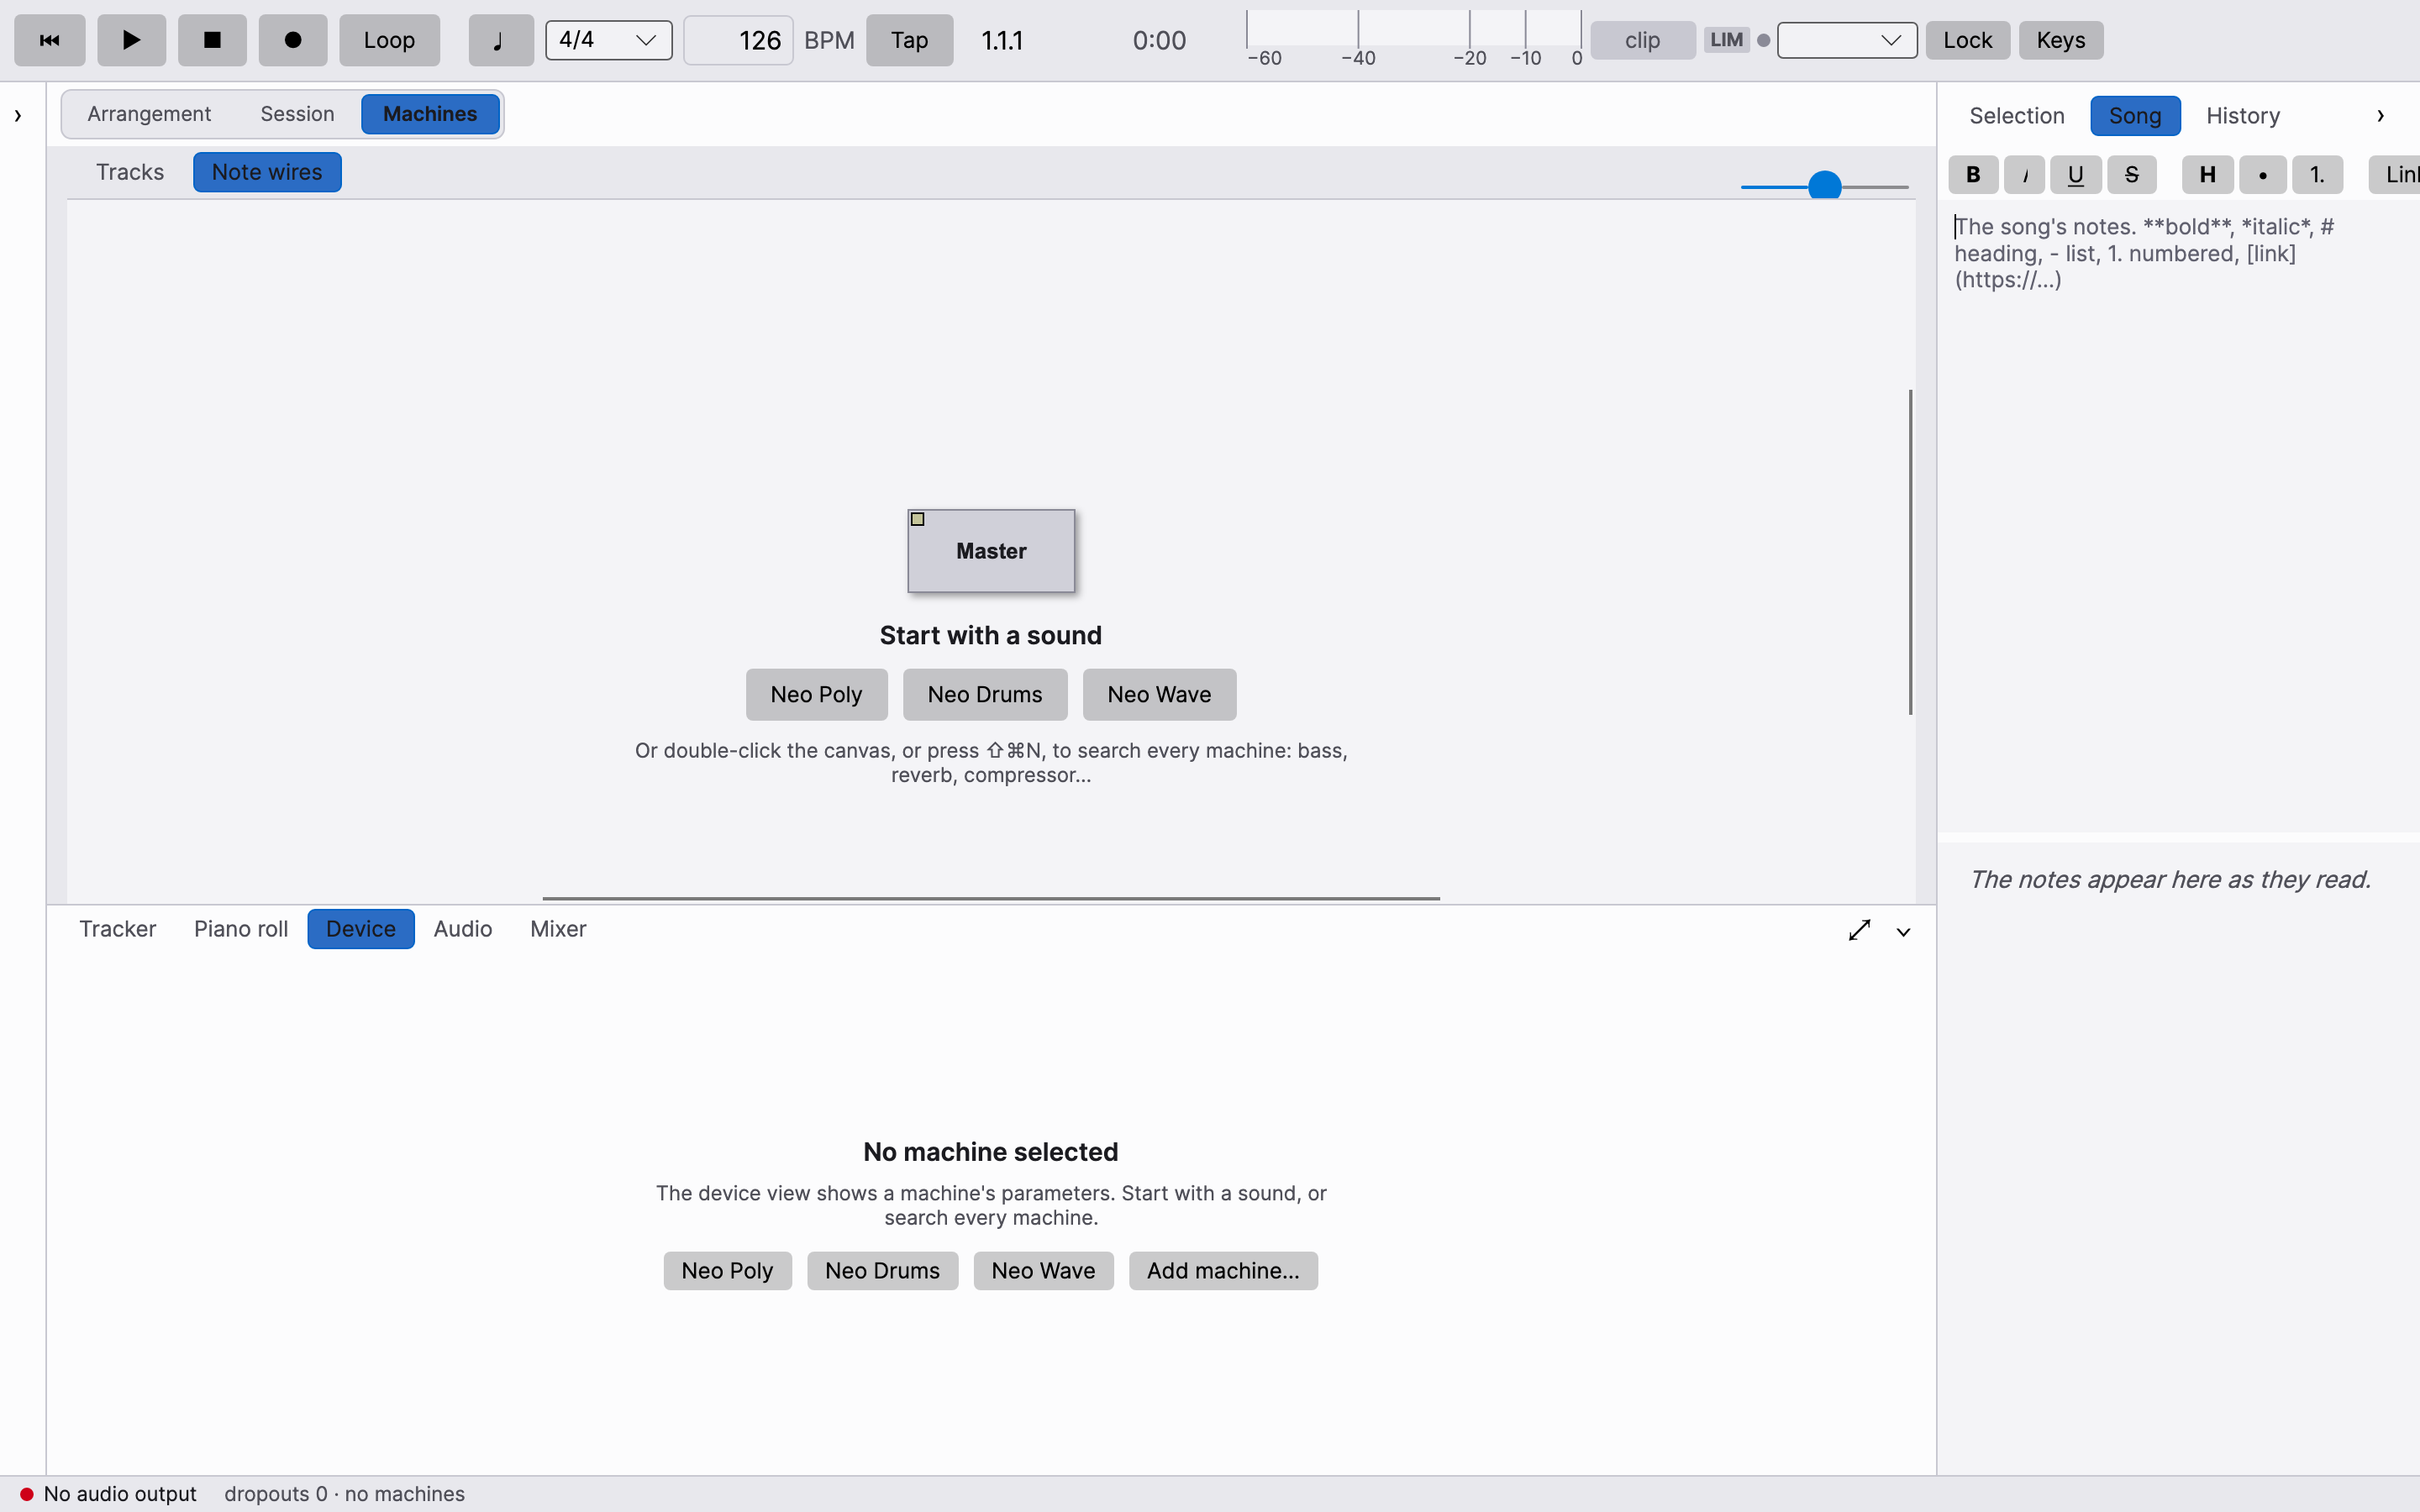 Loop
4/4
126 BPM
Tap
1.1.1
0:00
−60 −40 −20 −10 0
clip
LIM
Lock
Keys
Arrangement Session Machines
Tracks Note wires
Master
Start with a sound
Neo Poly Neo Drums Neo Wave
Or double-click the canvas, or press ⇧⌘N, to search every machine: bass,
reverb, compressor...
Tracker Piano roll Device Audio Mixer
No machine selected
The device view shows a machine's parameters. Start with a sound, or
search every machine.
Neo Poly Neo Drums Neo Wave Add machine...
Selection Song History
B I U S H • 1.
The song's notes. **bold**, *italic*, #
heading, - list, 1. numbered, [link]
(https://...)
The notes appear here as they read.
No audio output dropouts 0 · no machines